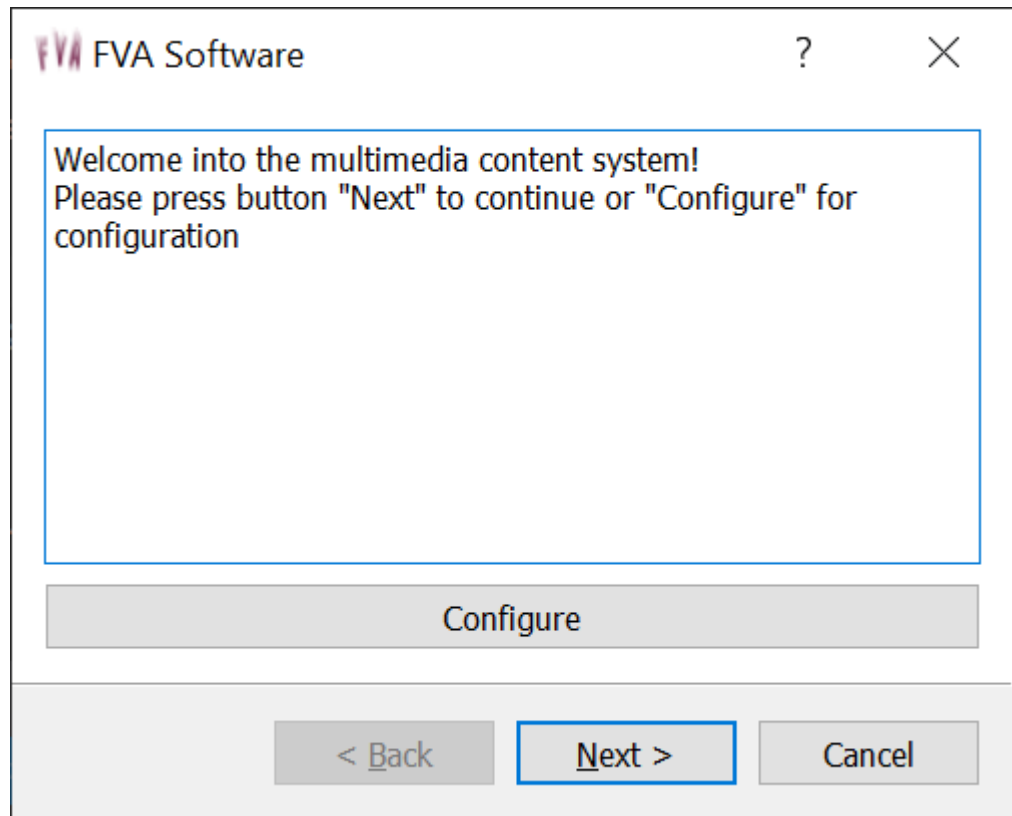 FVA FVA Software
?
Welcome into the multimedia content system!
Please press button "Next" to continue or "Configure" for
configuration
Configure
< Back Next > Cancel